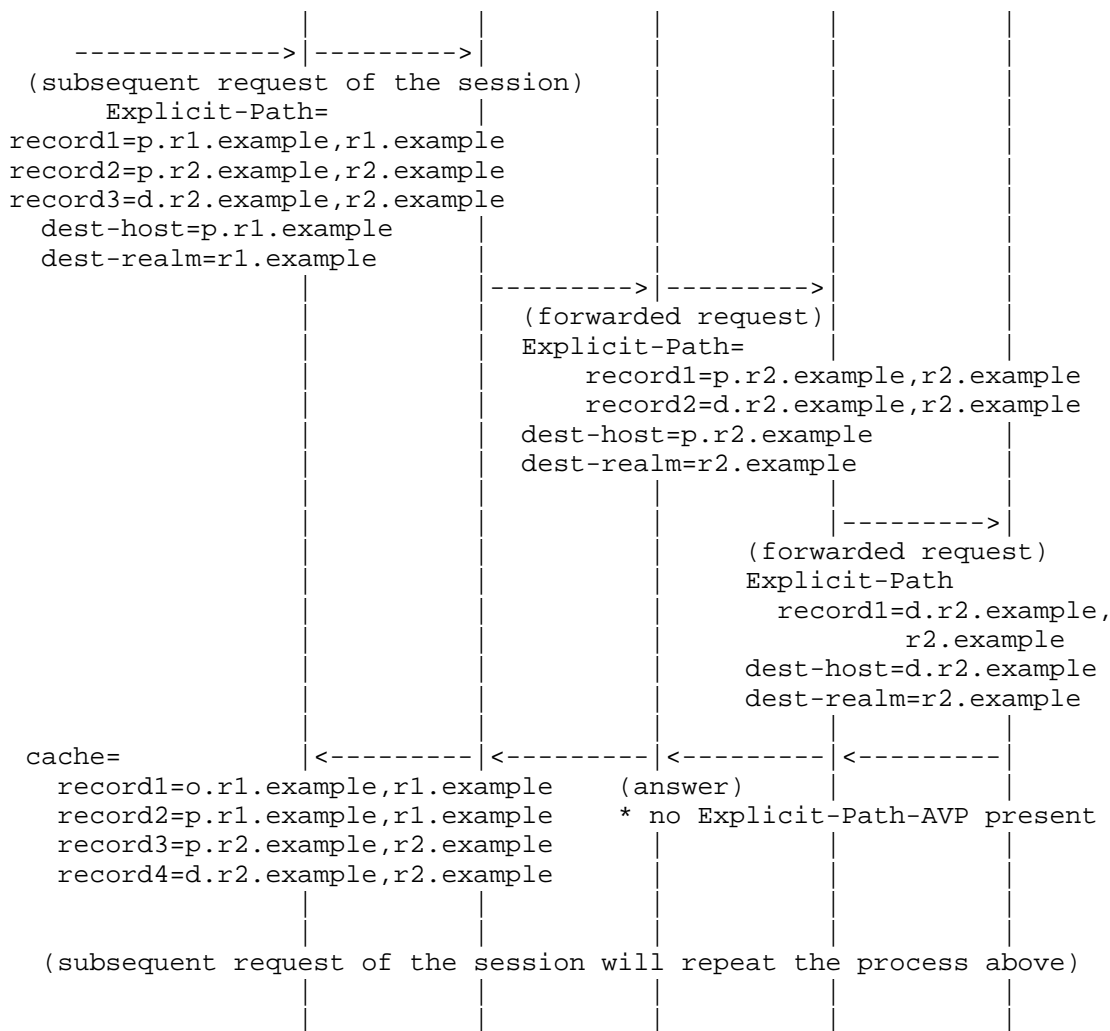 (subsequent request of the session)
Explicit-Path=
record1=p.r1.example,r1.example
record2=p.r2.example,r2.example
record3=d.r2.example,r2.example
dest-host=p.r1.example
dest-realm=r1.example
(forwarded request)
Explicit-Path=
record1=p.r2.example,r2.example
record2=d.r2.example,r2.example
dest-host=p.r2.example
dest-realm=r2.example
(forwarded request)
Explicit-Path
record1=d.r2.example,
r2.example
dest-host=d.r2.example
dest-realm=r2.example
cache=
record1=o.r1.example,r1.example (answer)
record2=p.r1.example,r1.example * no Explicit-Path-AVP present
record3=p.r2.example,r2.example
record4=d.r2.example,r2.example
(subsequent request of the session will repeat the process above)